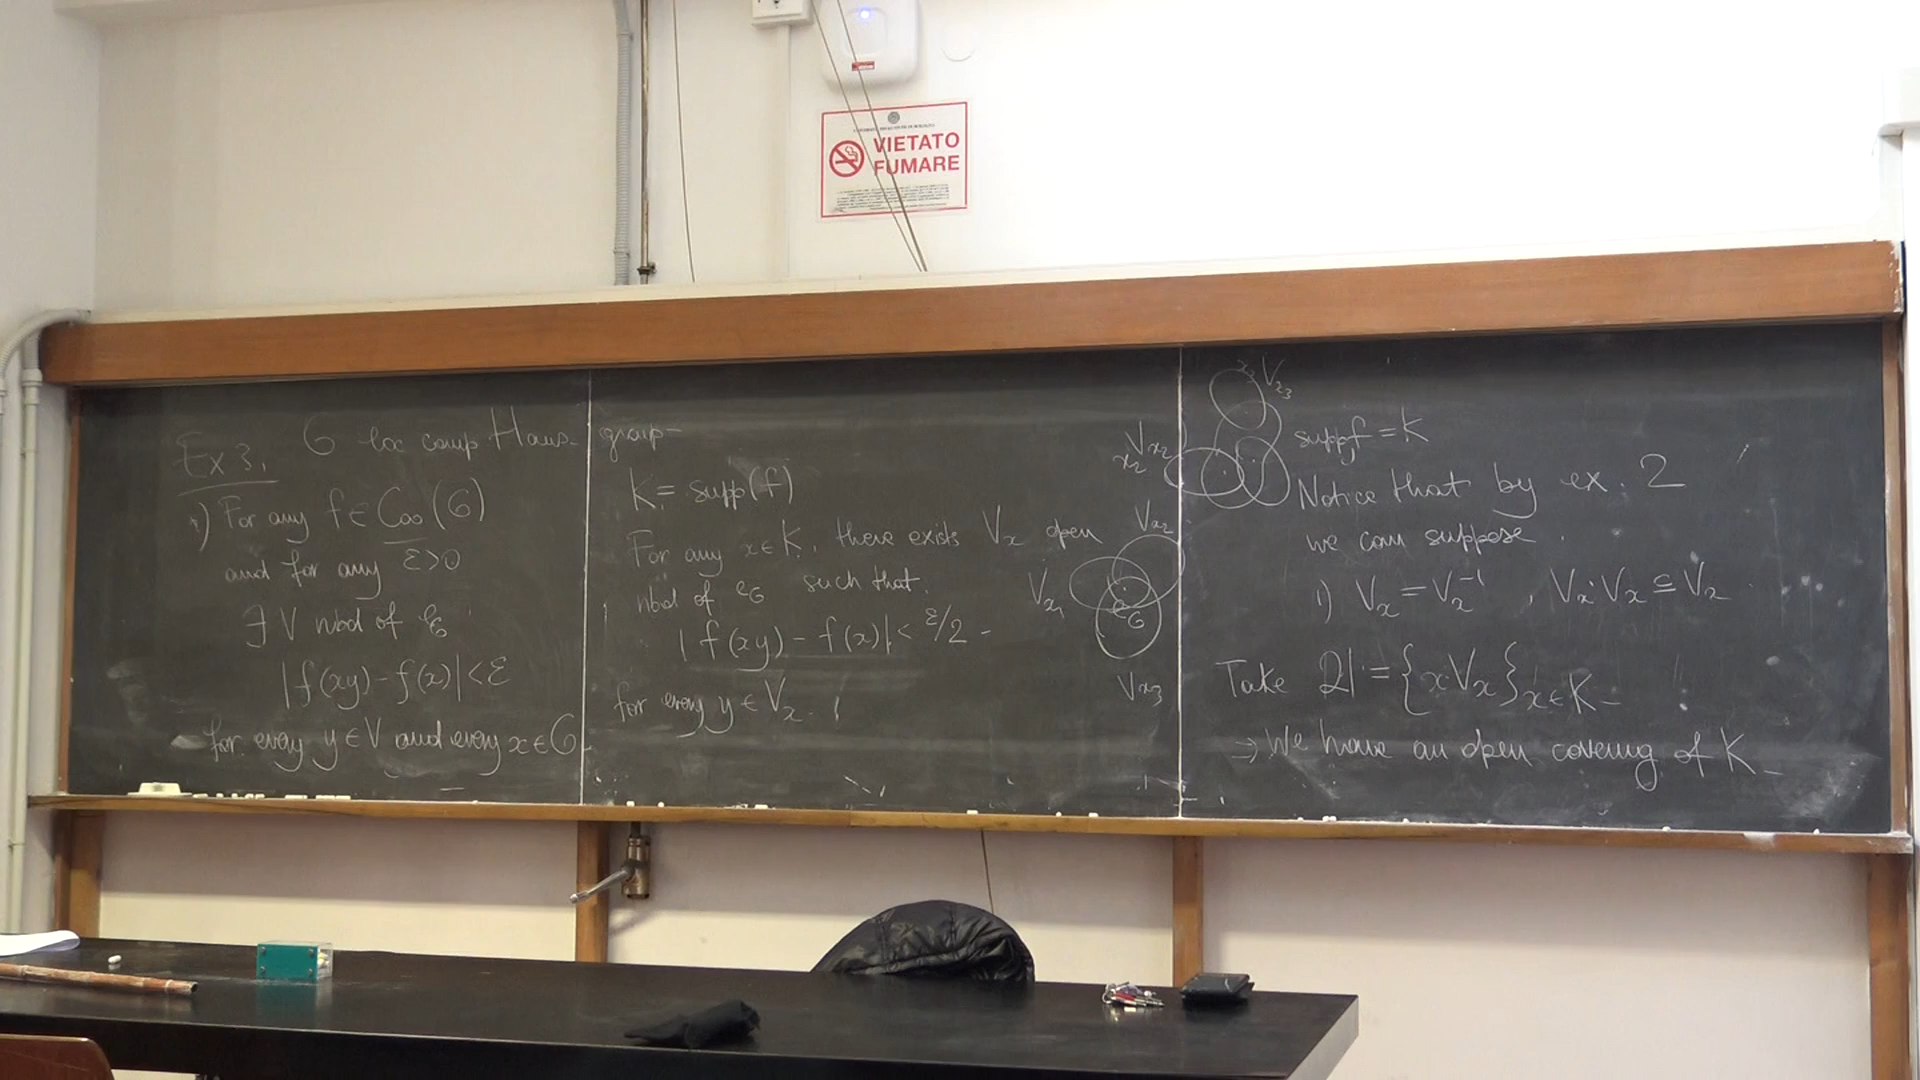 VIETATO
FUMARE
Ex 3. G loc comp Haus- group-
1) For any f ∈ C₀₀(G)
and for any ε>0
∃ V nbd of e_G
|f(xy) - f(x)| < ε
for every y ∈ V and every x ∈ G
K = supp(f)
For any x ∈ K, there exists V_x open
nbd of e_G such that
|f(xy) - f(x)| < ε/2 -
for every y ∈ V_x.
V_x₂
V_x₁
e_G
V_x₃
x₃V_x₃
x₂V_x₂
supp f = K
Notice that by ex. 2
we can suppose
1) V_x = V_x⁻¹ , V_x·V_x ⊆ V_x
Take 𝔄 := {xV_x}_{x∈K} -
→ We have an open covering of K -